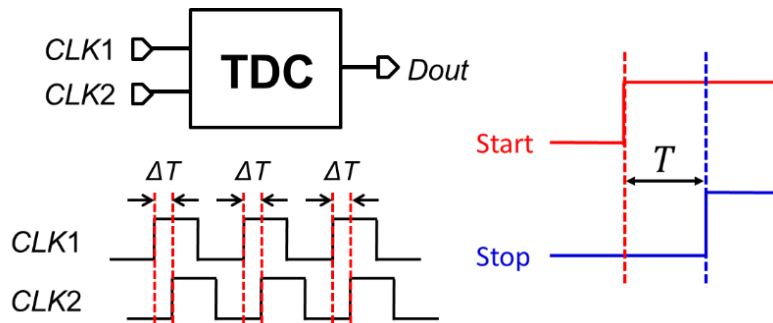 CLK1
TDC
Dout
CLK2
ΔT ΔT ΔT
CLK1
CLK2
Start
T
Stop